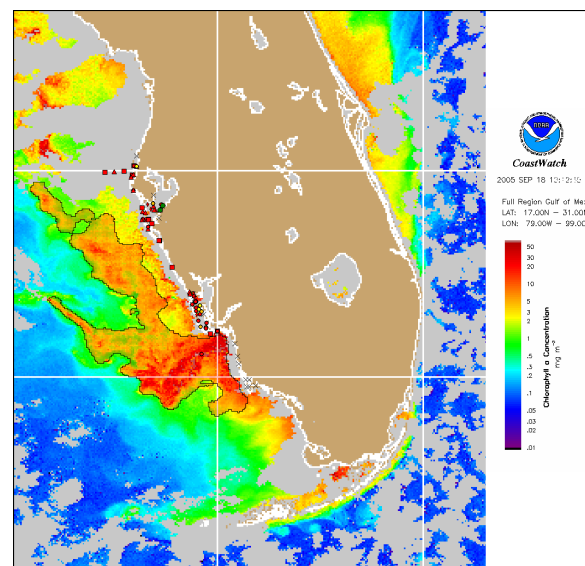 NOAA
CoastWatch
2005 SEP 18
Full Region Gulf of Mex
LAT: 17.00N – 31.00N
LON: 79.00W – 99.00
50
30
20
10
5
3
2
1
.5
.3
.2
.1
.05
.03
.02
.01
Chlorophyll a Concentration
mg m⁻²